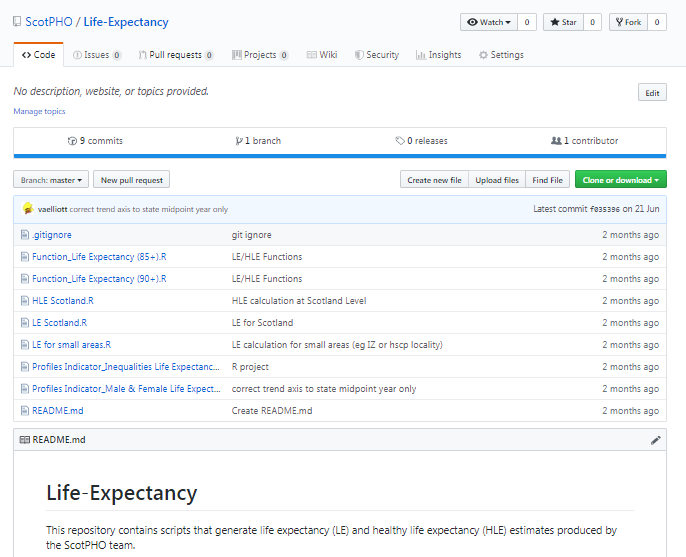 ScotPHO / Life-Expectancy
Watch 0 Star 0 Fork 0
Code Issues 0 Pull requests 0 Projects 0 Wiki Security Insights Settings
No description, website, or topics provided.
Edit
Manage topics
9 commits 1 branch 0 releases 1 contributor
Branch: master New pull request Create new file Upload files Find File Clone or download
vaelliott correct trend axis to state midpoint year only Latest commit on 21 Jun
.gitignore git ignore 2 months ago
Function_Life Expectancy (85+).R LE/HLE Functions 2 months ago
Function_Life Expectancy (90+).R LE/HLE Functions 2 months ago
HLE Scotland.R HLE calculation at Scotland Level 2 months ago
LE Scotland.R LE for Scotland 2 months ago
LE for small areas.R LE calculation for small areas (eg IZ or hscp locality) 2 months ago
Profiles Indicator_Inequalities Life Expectanc... R project 2 months ago
Profiles Indicator_Male & Female Life Expect... correct trend axis to state midpoint year only 2 months ago
README.md Create README.md 2 months ago
README.md
Life-Expectancy
This repository contains scripts that generate life expectancy (LE) and healthy life expectancy (HLE) estimates produced by
the ScotPHO team.